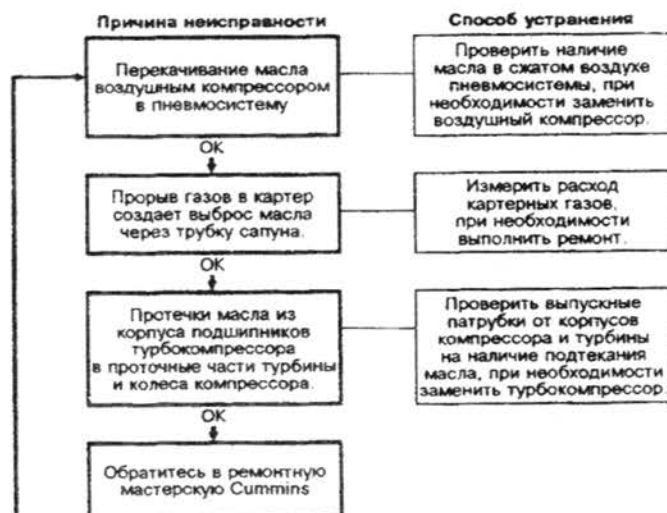 Причина неисправности
Способ устранения
Перекачивание масла
воздушным компрессором
в пневмосистему
Проверить наличие
масла в сжатом воздухе
пневмосистемы, при
необходимости заменить
воздушный компрессор.
OK
Прорыв газов в картер
создает выброс масла
через трубку сапуна.
Измерить расход
картерных газов,
при необходимости
выполнить ремонт.
OK
Протечки масла из
корпуса подшипников
турбокомпрессора
в проточные части турбины
и колеса компрессора.
Проверить выпускные
патрубки от корпусов
компрессора и турбины
на наличие подтекания
масла, при необходимости
заменить турбокомпрессор.
OK
Обратитесь в ремонтную
мастерскую Cummins